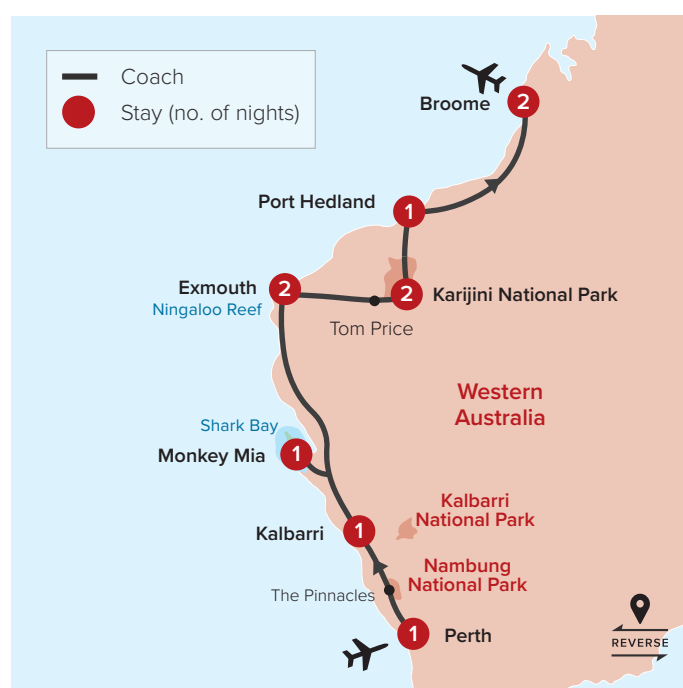 Coach
Stay (no. of nights)
Broome
2
Port Hedland
1
Exmouth
2
Ningaloo Reef
2
Karijini National Park
Tom Price
Western
Australia
Shark Bay
Monkey Mia
1
Kalbarri
National Park
Kalbarri
1
Nambung
National Park
The Pinnacles
1
Perth
REVERSE